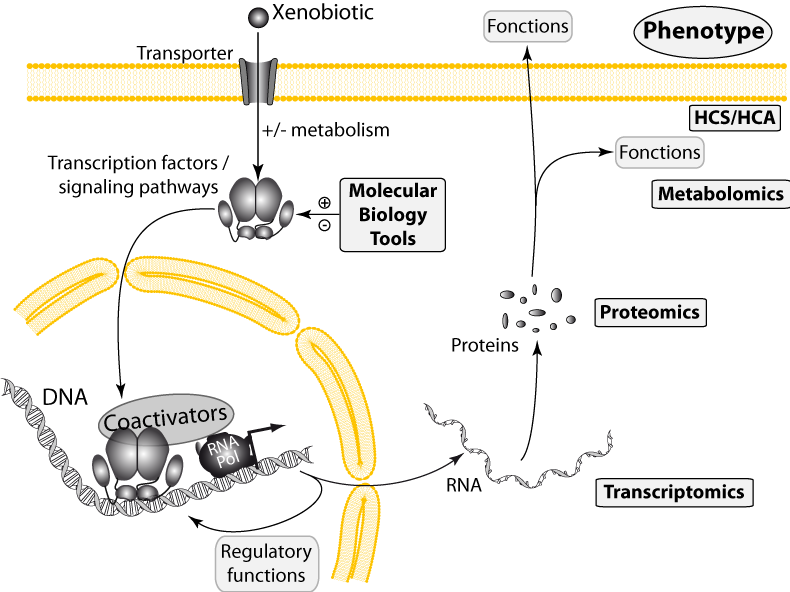 Xenobiotic
Transporter
Fonctions
Phenotype
HCS/HCA
+/- metabolism
Fonctions
Transcription factors /
signaling pathways
Molecular
Biology
Tools
+
-
Metabolomics
Proteins
Proteomics
DNA
Coactivators
RNA
Pol
RNA
Transcriptomics
Regulatory
functions